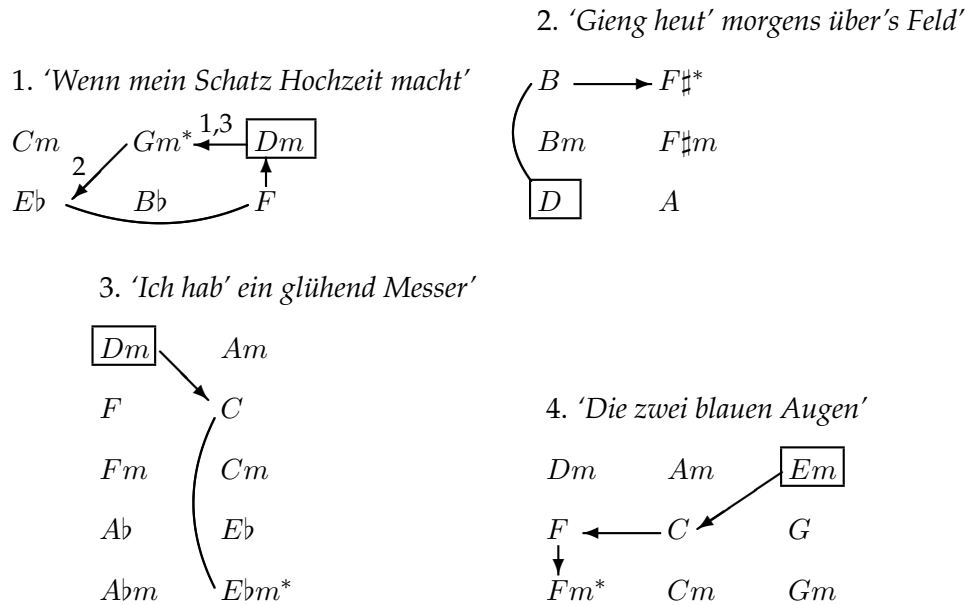 2. ‘Gieng heut’ morgens über’s Feld’
1. ‘Wenn mein Schatz Hochzeit macht’
B F♯*
1,3
Cm Gm* Dm
Bm F♯m
2
E♭ B♭ F
D A
3. ‘Ich hab’ ein glühend Messer’
Dm Am
F C
4. ‘Die zwei blauen Augen’
Fm Cm
Dm Am Em
A♭ E♭
F C G
A♭m E♭m*
Fm* Cm Gm